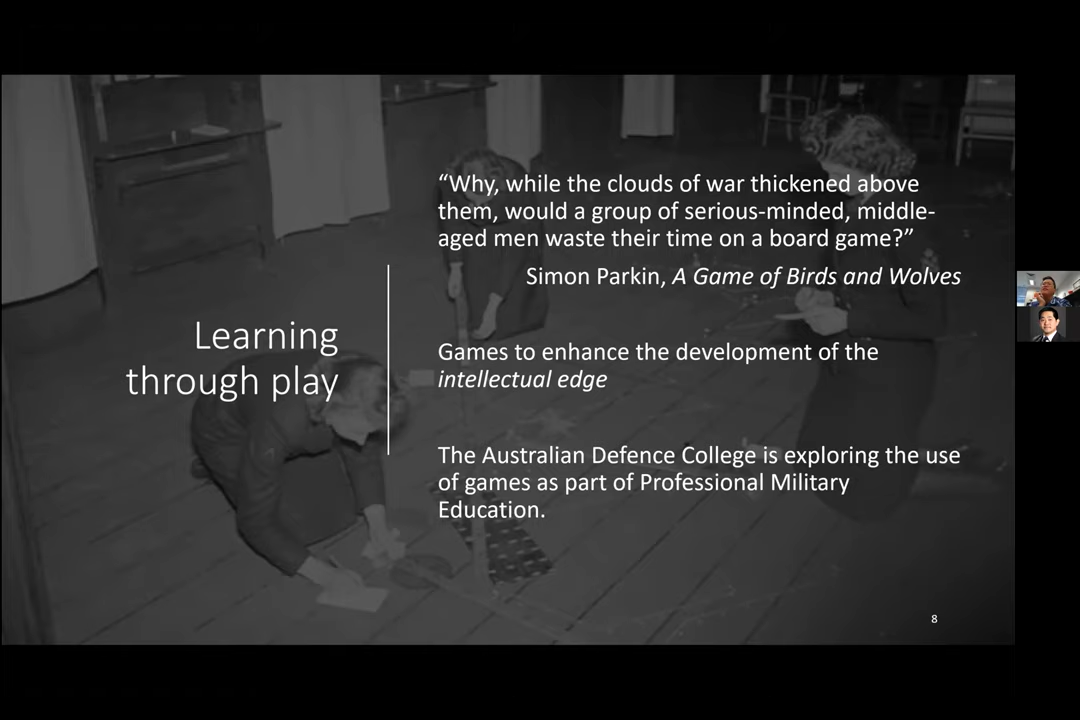 Learning
through play
“Why, while the clouds of war thickened above
them, would a group of serious-minded, middle-
aged men waste their time on a board game?”
Simon Parkin, A Game of Birds and Wolves
Games to enhance the development of the
intellectual edge
The Australian Defence College is exploring the use
of games as part of Professional Military
Education.
8